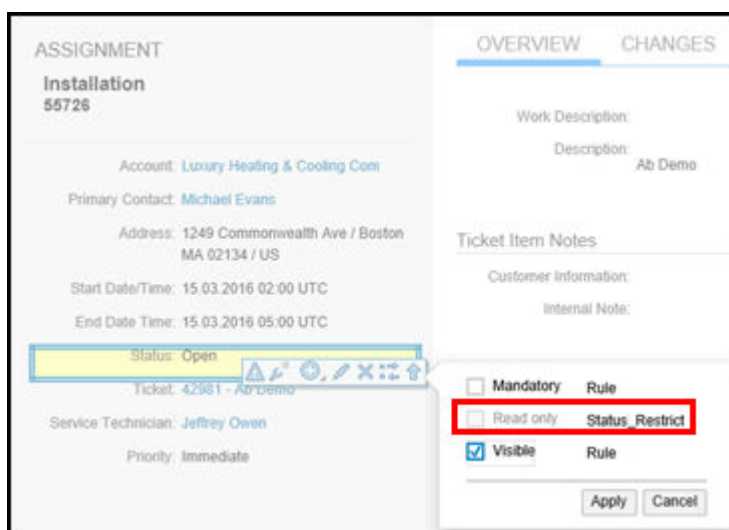 ASSIGNMENT
Installation
55726
Account: Luxury Heating & Cooling Com
Primary Contact: Michael Evans
Address: 1249 Commonwealth Ave / Boston
MA 02134 / US
Start Date/Time: 15.03.2016 02:00 UTC
End Date Time: 15.03.2016 05:00 UTC
Status: Open
Ticket: 42981 - Ab Demo
Service Technician: Jeffrey Owen
Priority: Immediate
OVERVIEW CHANGES
Work Description:
Description:
Ab Demo
Ticket Item Notes
Customer Information:
Internal Note:
Mandatory Rule
Read only Status_Restrict
Visible Rule
Apply Cancel